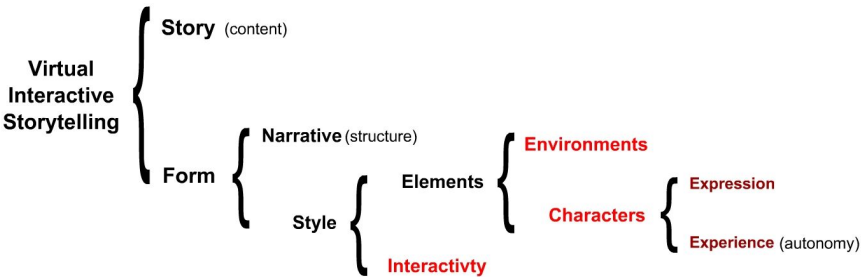 Story (content)
Virtual
Interactive
Storytelling
Narrative (structure)
Environments
Form
Elements
Expression
Characters
Style
Experience (autonomy)
Interactivty